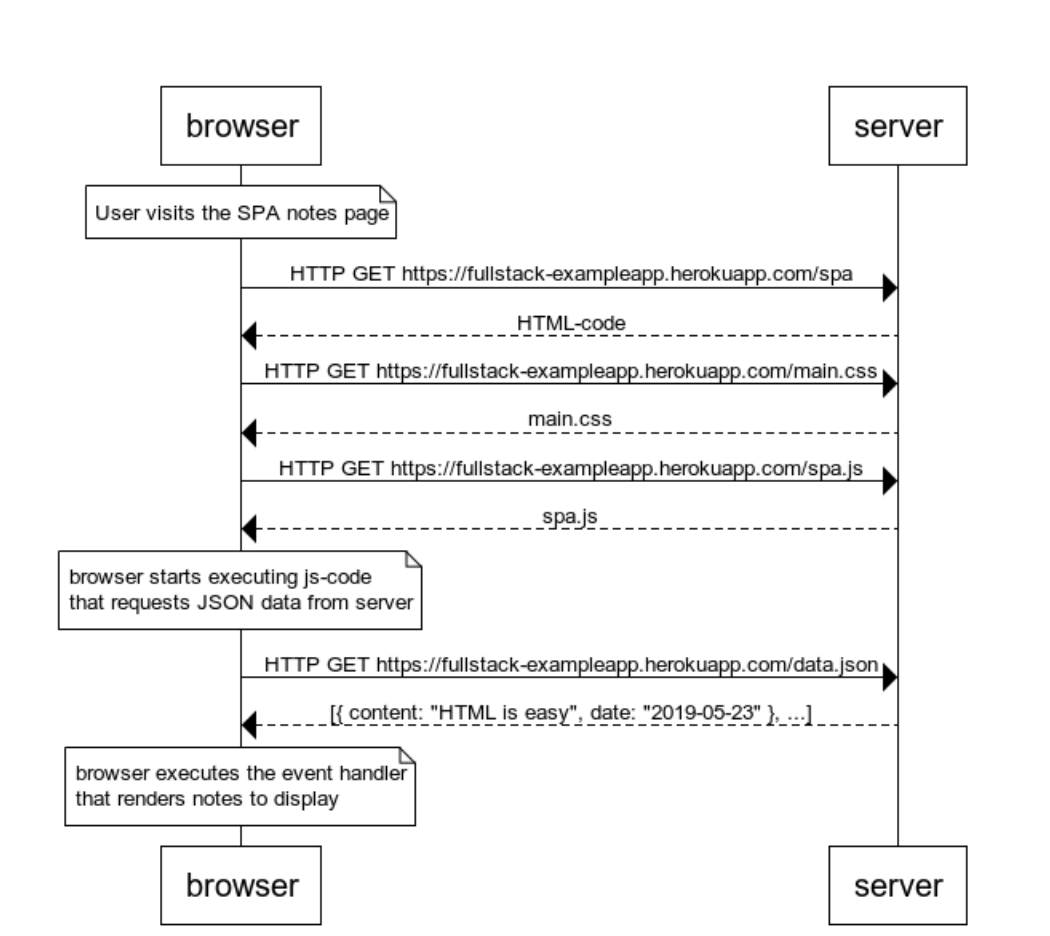 browser
server
User visits the SPA notes page
HTTP GET https://fullstack-exampleapp.herokuapp.com/spa
HTML-code
HTTP GET https://fullstack-exampleapp.herokuapp.com/main.css
main.css
HTTP GET https://fullstack-exampleapp.herokuapp.com/spa.js
spa.js
browser starts executing js-code
that requests JSON data from server
HTTP GET https://fullstack-exampleapp.herokuapp.com/data.json
[{ content: "HTML is easy", date: "2019-05-23" }, ...]
browser executes the event handler
that renders notes to display
browser
server